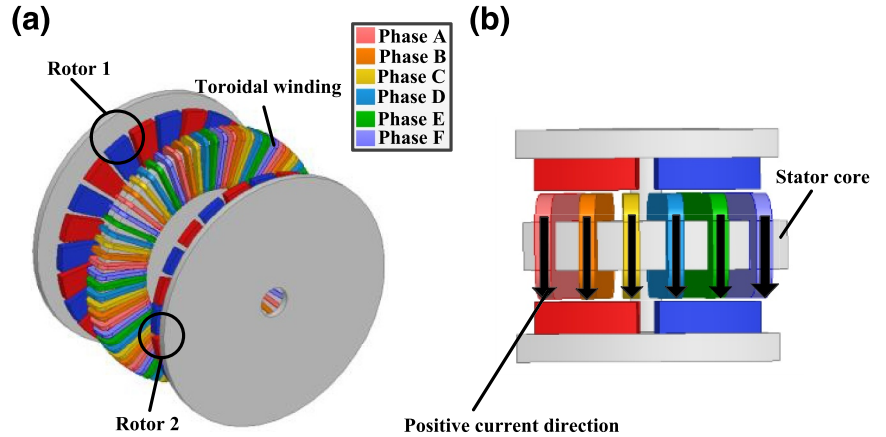 (a)
Rotor 1
Toroidal winding
Rotor 2
Phase A
Phase B
Phase C
Phase D
Phase E
Phase F
(b)
Stator core
Positive current direction